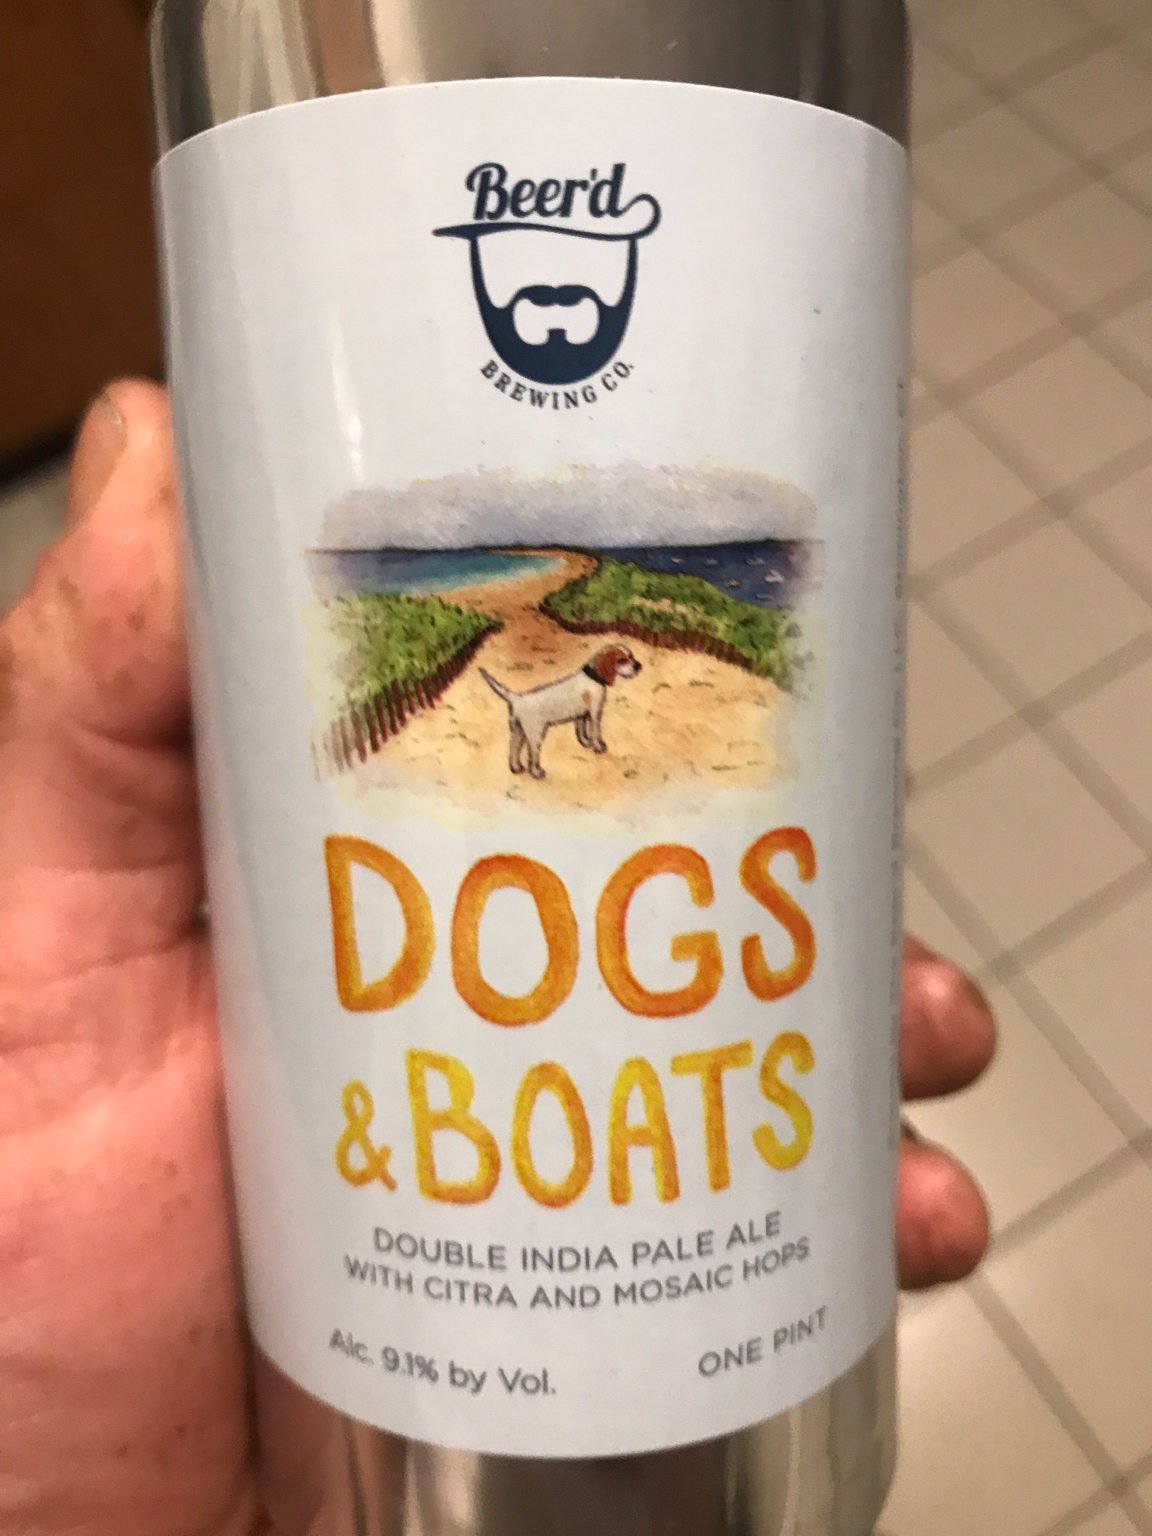 Beer'd
BREWING CO.
DOGS
& BOATS
DOUBLE INDIA PALE ALE
WITH CITRA AND MOSAIC HOPS
Alc. 9.1% by Vol.
ONE PINT